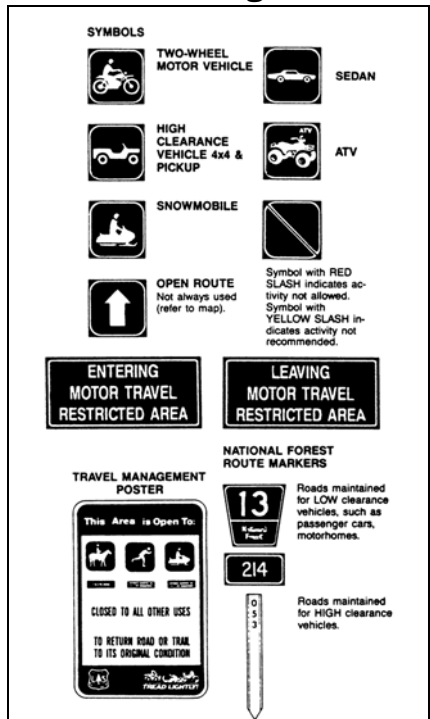 SYMBOLS
TWO-WHEEL
MOTOR VEHICLE
SEDAN
HIGH
CLEARANCE
VEHICLE 4x4 &
PICKUP
ATV
ATV
SNOWMOBILE
OPEN ROUTE
Not always used
(refer to map).
Symbol with RED
SLASH indicates ac-
tivity not allowed.
Symbol with
YELLOW SLASH in-
dicates activity not
recommended.
ENTERING
MOTOR TRAVEL
RESTRICTED AREA
LEAVING
MOTOR TRAVEL
RESTRICTED AREA
TRAVEL MANAGEMENT
POSTER
This Area is Open To:
CLOSED TO ALL OTHER USES
TO RETURN ROAD OR TRAIL
TO ITS ORIGINAL CONDITION
UAS
TREAD LIGHTLY!
NATIONAL FOREST
ROUTE MARKERS
13
National
Forest
Roads maintained
for LOW clearance
vehicles, such as
passenger cars,
motorhomes.
214
0
5
3
Roads maintained
for HIGH clearance
vehicles.